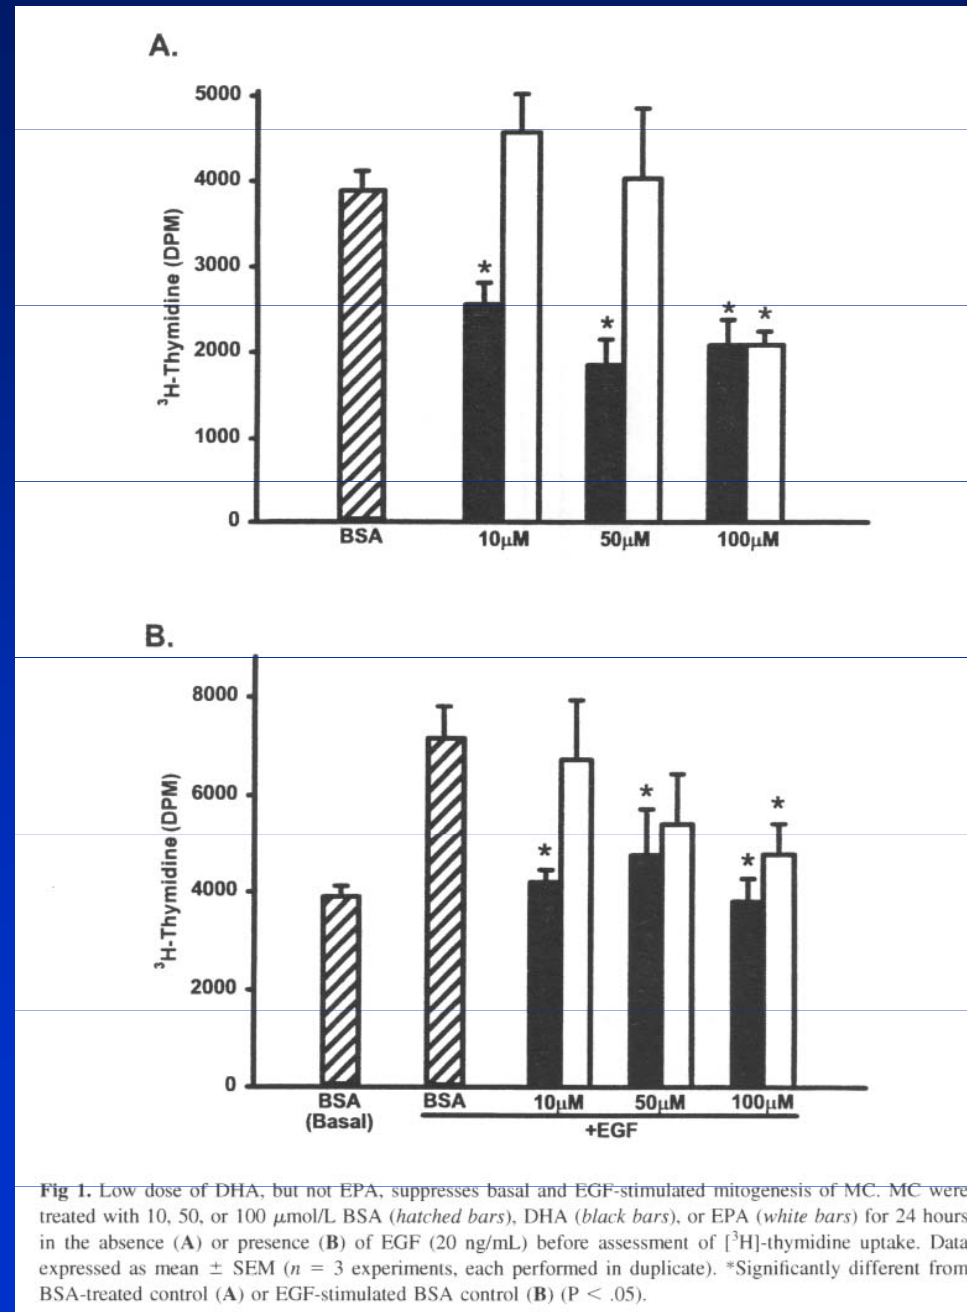 A.
5000
4000
3000
2000
1000
0
³H-Thymidine (DPM)
*
*
*
*
BSA
10µM
50µM
100µM
B.
8000
6000
4000
2000
0
³H-Thymidine (DPM)
*
*
*
*
BSA
(Basal)
BSA
10µM
50µM
100µM
+EGF
Fig 1. Low dose of DHA, but not EPA, suppresses basal and EGF-stimulated mitogenesis of MC. MC were
treated with 10, 50, or 100 µmol/L BSA (hatched bars), DHA (black bars), or EPA (white bars) for 24 hours
in the absence (A) or presence (B) of EGF (20 ng/mL) before assessment of [³H]-thymidine uptake. Data
expressed as mean ± SEM (n = 3 experiments, each performed in duplicate). *Significantly different from
BSA-treated control (A) or EGF-stimulated BSA control (B) (P < .05).